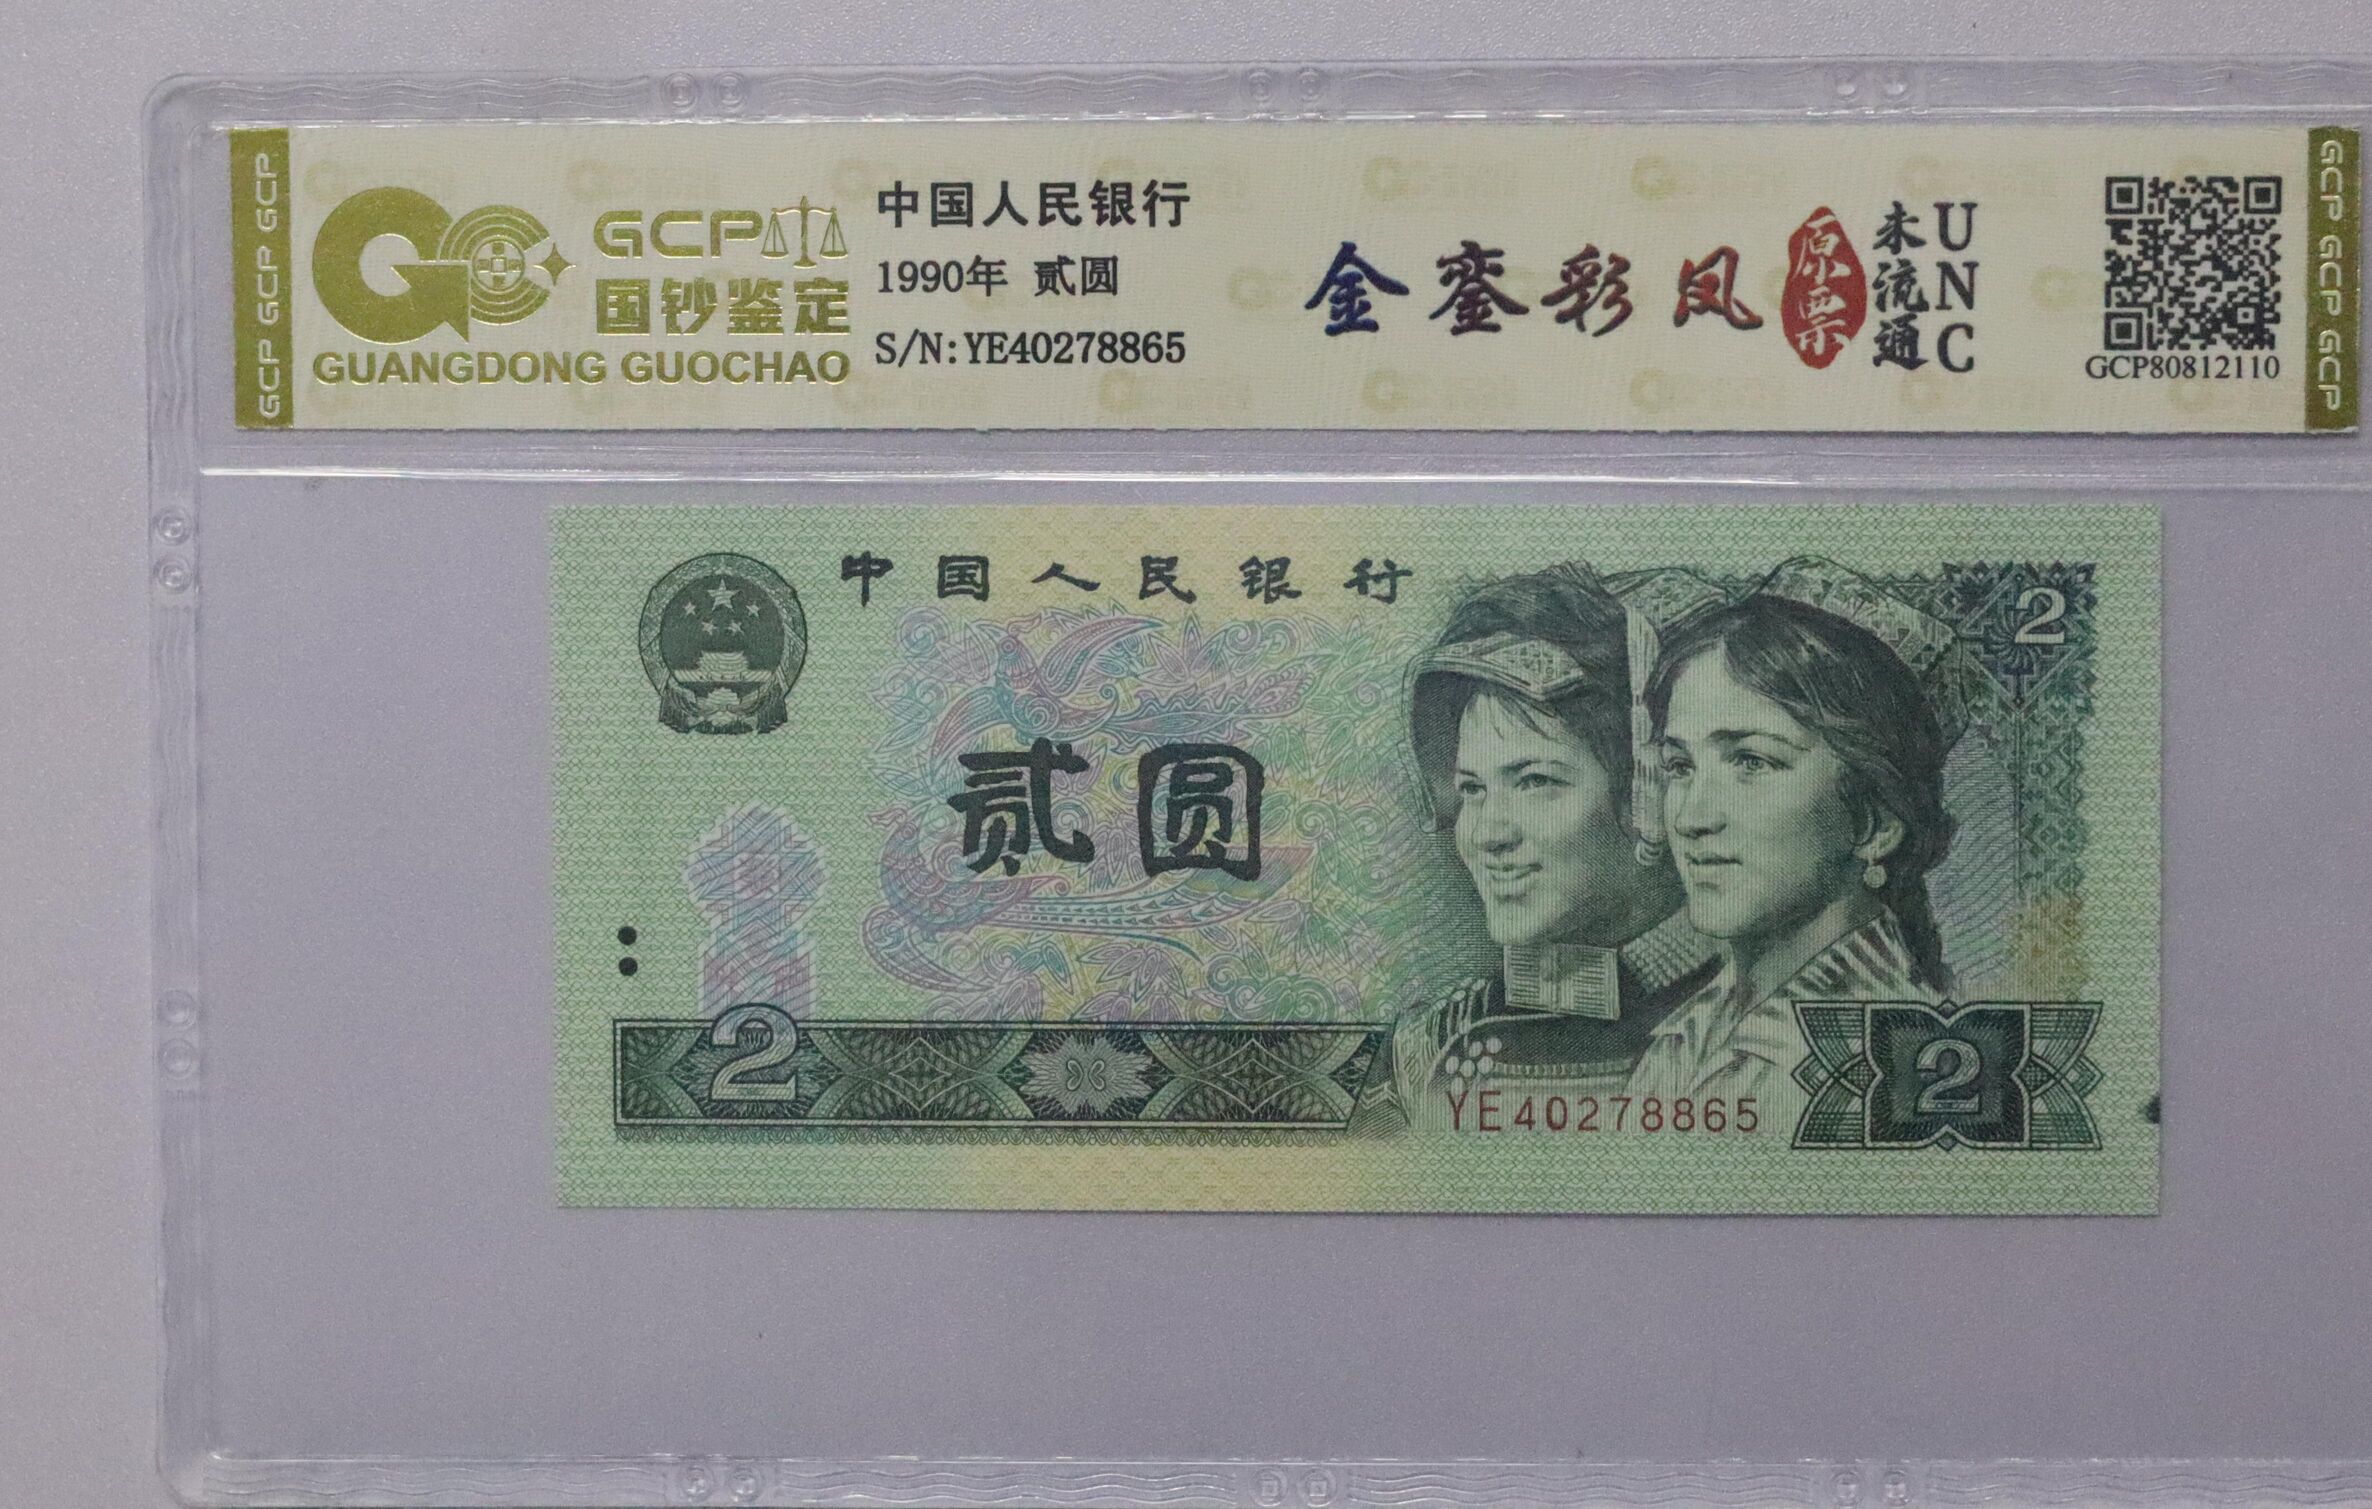 GCP GCP GCP
GCP
国钞鉴定
GUANGDONG GUOCHAO
中国人民银行
1990年 贰圆
S/N:YE40278865
金銮彩凤
原票
未流通
UNC
GCP80812110
GCP GCP GCP
中国人民银行
2
贰圆
2
YE40278865
2